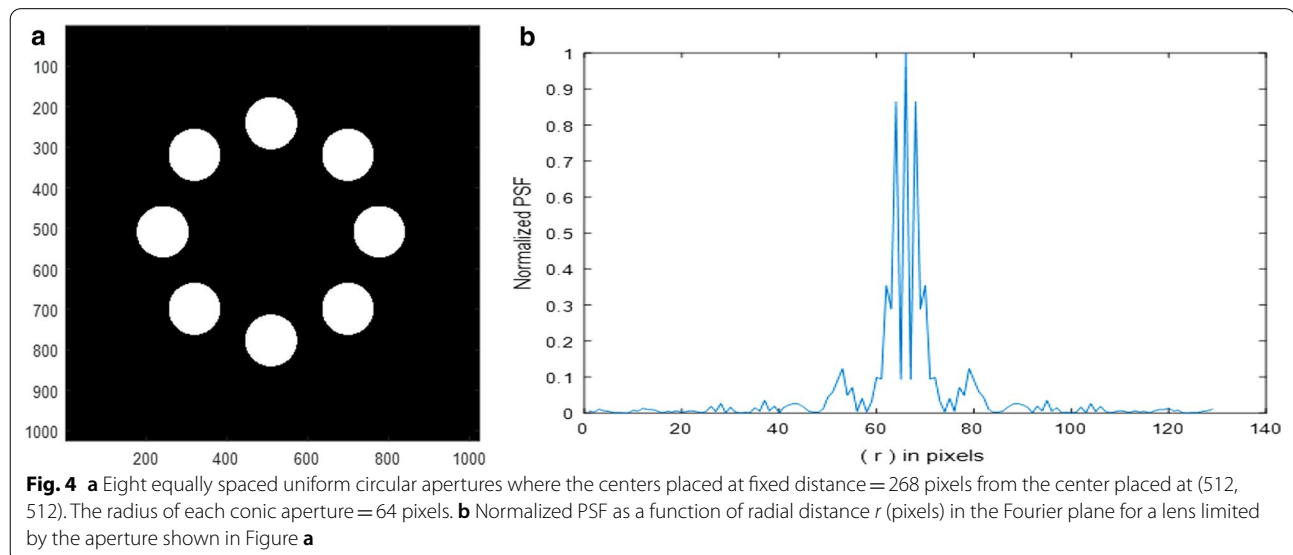 a
100
200
300
400
500
600
700
800
900
1000
200 400 600 800 1000
b
1
0.9
0.8
0.7
0.6
0.5
0.4
0.3
0.2
0.1
0
Normalized PSF
0 20 40 60 80 100 120 140
( r ) in pixels
Fig. 4 a Eight equally spaced uniform circular apertures where the centers placed at fixed distance = 268 pixels from the center placed at (512,
512). The radius of each conic aperture = 64 pixels. b Normalized PSF as a function of radial distance r (pixels) in the Fourier plane for a lens limited
by the aperture shown in Figure a